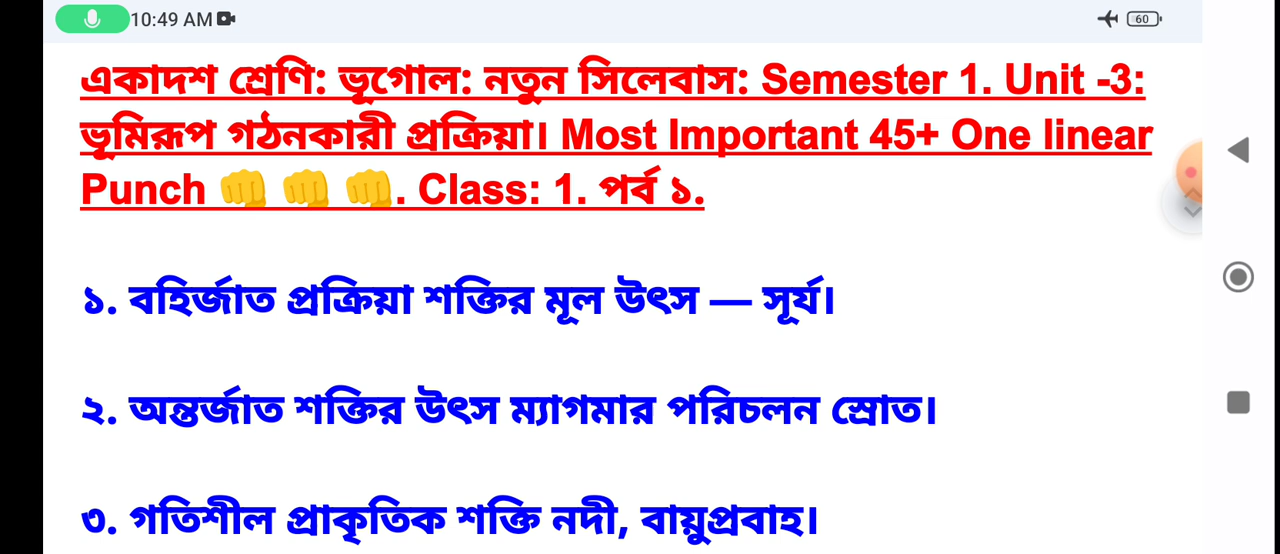 10:49 AM
60
একাদশ শ্রেণি: ভূগোল: নতুন সিলেবাস: Semester 1. Unit -3:
ভূমিরূপ গঠনকারী প্রক্রিয়া। Most Important 45+ One linear
Punch 👊 👊 👊. Class: 1. পর্ব ১.
১. বহির্জাত প্রক্রিয়া শক্তির মূল উৎস — সূর্য।
২. অন্তর্জাত শক্তির উৎস ম্যাগমার পরিচলন স্রোত।
৩. গতিশীল প্রাকৃতিক শক্তি নদী, বায়ুপ্রবাহ।